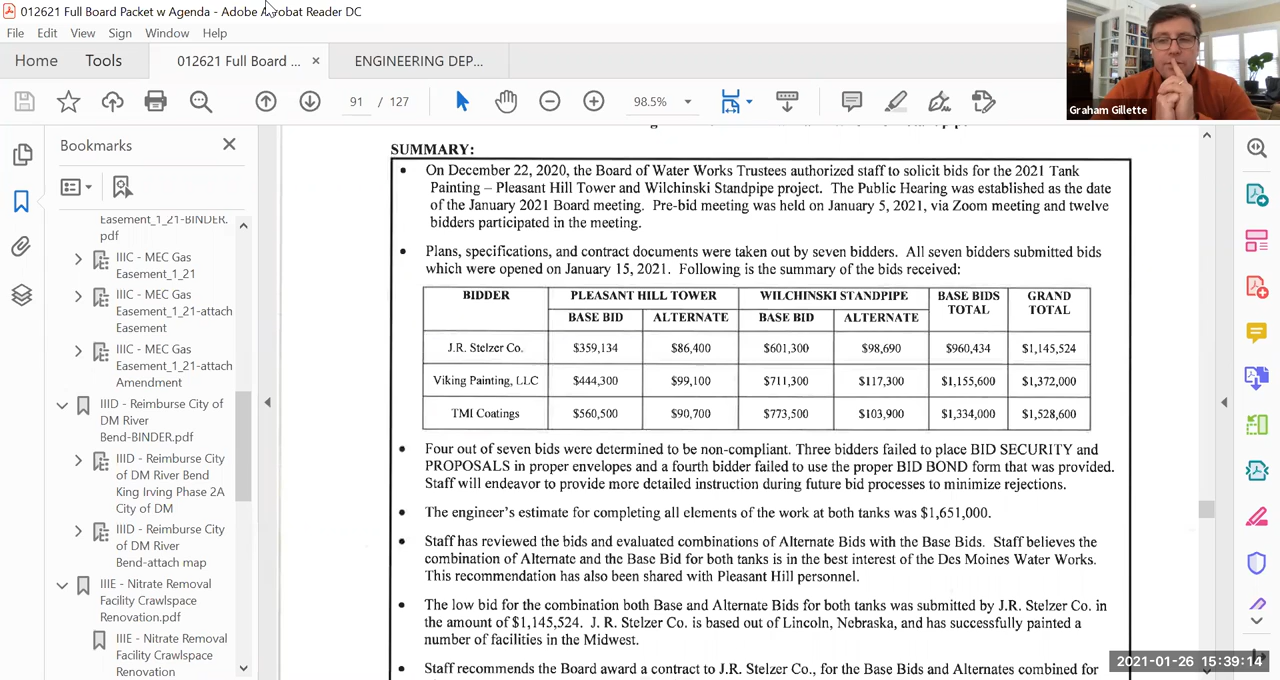 012621 Full Board Packet w Agenda - Adobe Acrobat Reader DC
File Edit View Sign Window Help
Home Tools 012621 Full Board ... × ENGINEERING DEP...
91 / 127 98.5%
Graham Gillette
Bookmarks
Easement_1_21-BINDER.
pdf
IIIC - MEC Gas
Easement_1_21
IIIC - MEC Gas
Easement_1_21-attach
Easement
IIIC - MEC Gas
Easement_1_21-attach
Amendment
IIID - Reimburse City of
DM River
Bend-BINDER.pdf
IIID - Reimburse City
of DM River Bend
King Irving Phase 2A
City of DM
IIID - Reimburse City
of DM River
Bend-attach map
IIIE - Nitrate Removal
Facility Crawlspace
Renovation.pdf
IIIE - Nitrate Removal
Facility Crawlspace
Renovation
SUMMARY:
• On December 22, 2020, the Board of Water Works Trustees authorized staff to solicit bids for the 2021 Tank
Painting – Pleasant Hill Tower and Wilchinski Standpipe project. The Public Hearing was established as the date
of the January 2021 Board meeting. Pre-bid meeting was held on January 5, 2021, via Zoom meeting and twelve
bidders participated in the meeting.
• Plans, specifications, and contract documents were taken out by seven bidders. All seven bidders submitted bids
which were opened on January 15, 2021. Following is the summary of the bids received:
BIDDER PLEASANT HILL TOWER WILCHINSKI STANDPIPE BASE BIDS TOTAL GRAND TOTAL
BASE BID ALTERNATE BASE BID ALTERNATE
J.R. Stelzer Co. $359,134 $86,400 $601,300 $98,690 $960,434 $1,145,524
Viking Painting, LLC $444,300 $99,100 $711,300 $117,300 $1,155,600 $1,372,000
TMI Coatings $560,500 $90,700 $773,500 $103,900 $1,334,000 $1,528,600
• Four out of seven bids were determined to be non-compliant. Three bidders failed to place BID SECURITY and
PROPOSALS in proper envelopes and a fourth bidder failed to use the proper BID BOND form that was provided.
Staff will endeavor to provide more detailed instruction during future bid processes to minimize rejections.
• The engineer's estimate for completing all elements of the work at both tanks was $1,651,000.
• Staff has reviewed the bids and evaluated combinations of Alternate Bids with the Base Bids. Staff believes the
combination of Alternate and the Base Bid for both tanks is in the best interest of the Des Moines Water Works.
This recommendation has also been shared with Pleasant Hill personnel.
• The low bid for the combination both Base and Alternate Bids for both tanks was submitted by J.R. Stelzer Co. in
the amount of $1,145,524. J. R. Stelzer Co. is based out of Lincoln, Nebraska, and has successfully painted a
number of facilities in the Midwest.
• Staff recommends the Board award a contract to J.R. Stelzer Co., for the Base Bids and Alternates combined for
2021-01-26 15:39:14